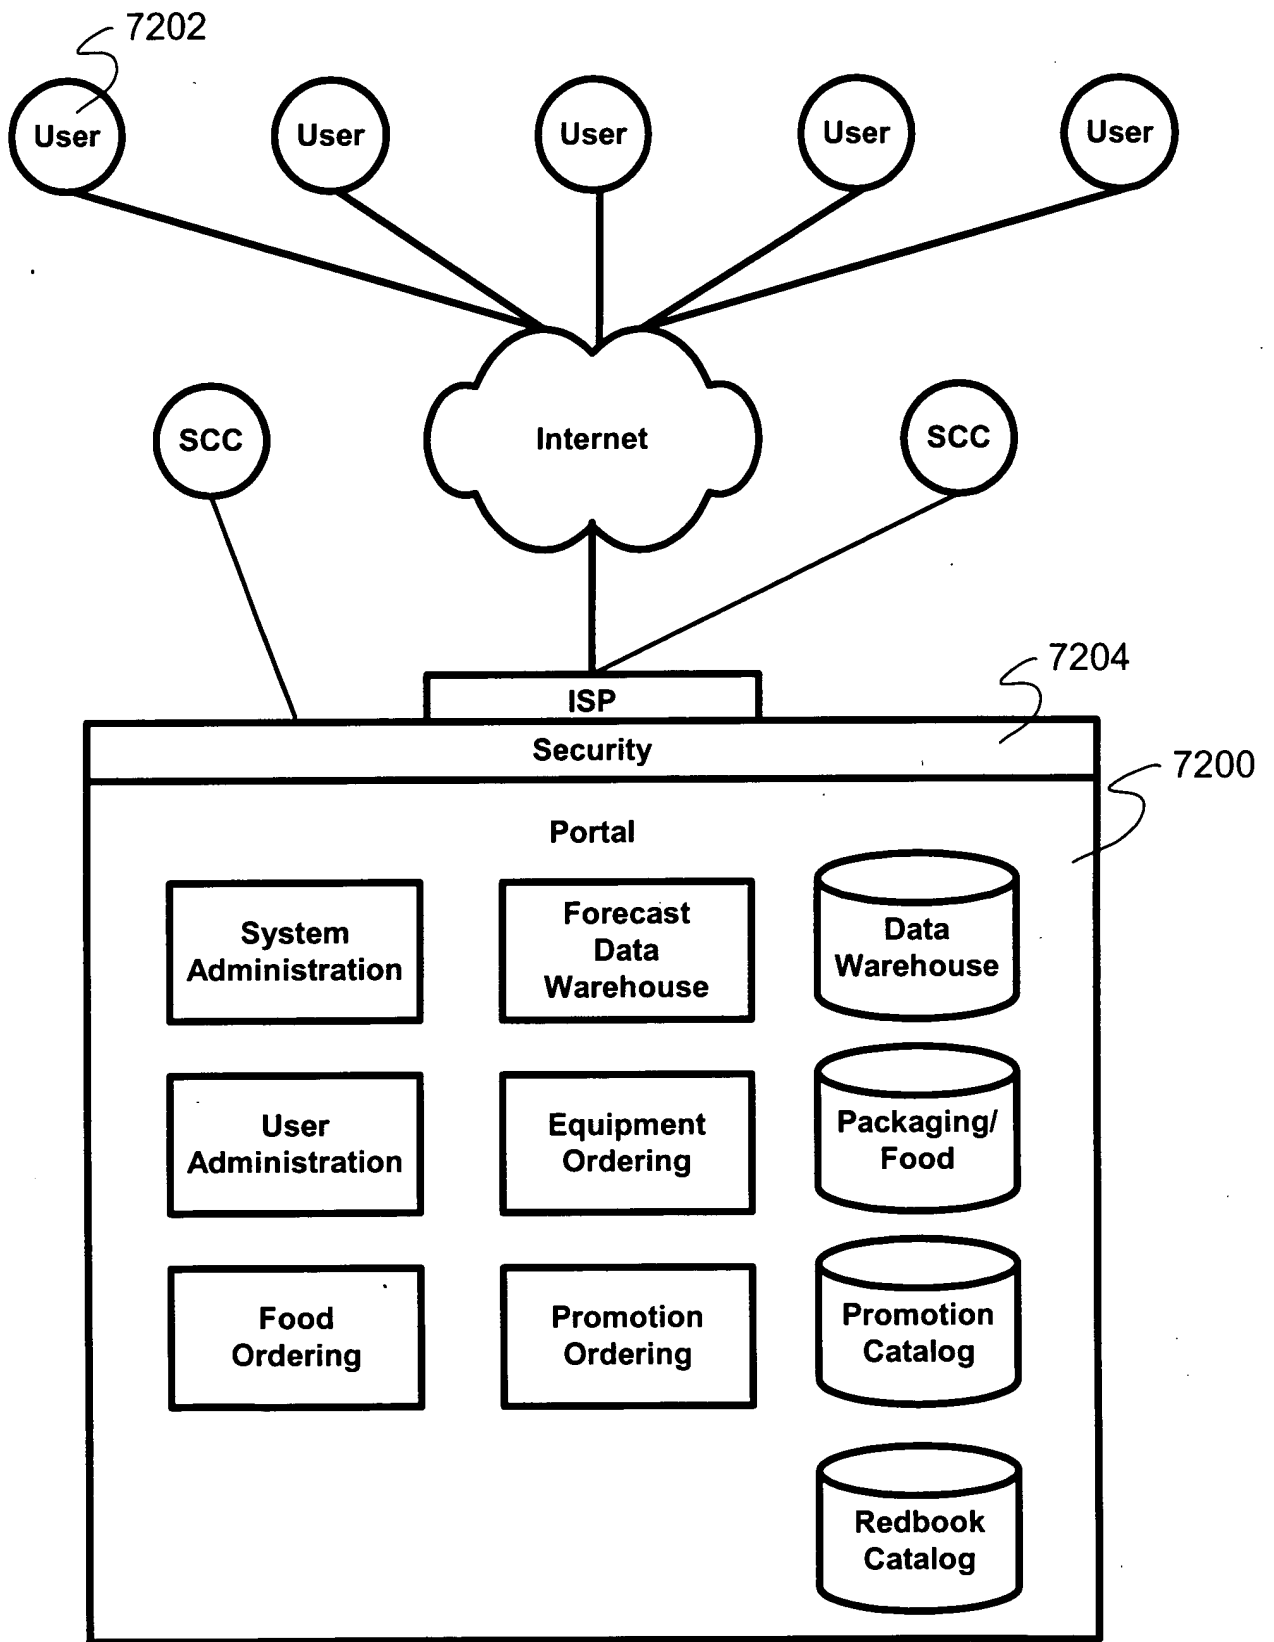 7202
User
User
User
User
User
SCC
Internet
SCC
7204
ISP
Security
7200
Portal
System
Administration
Forecast
Data
Warehouse
Data
Warehouse
User
Administration
Equipment
Ordering
Packaging/
Food
Food
Ordering
Promotion
Ordering
Promotion
Catalog
Redbook
Catalog